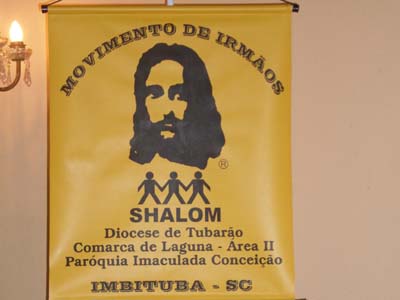 MOVIMENTO DE IRMÃOS
®
SHALOM
Diocese de Tubarão
Comarca de Laguna - Área II
Paróquia Imaculada Conceição
IMBITUBA - SC